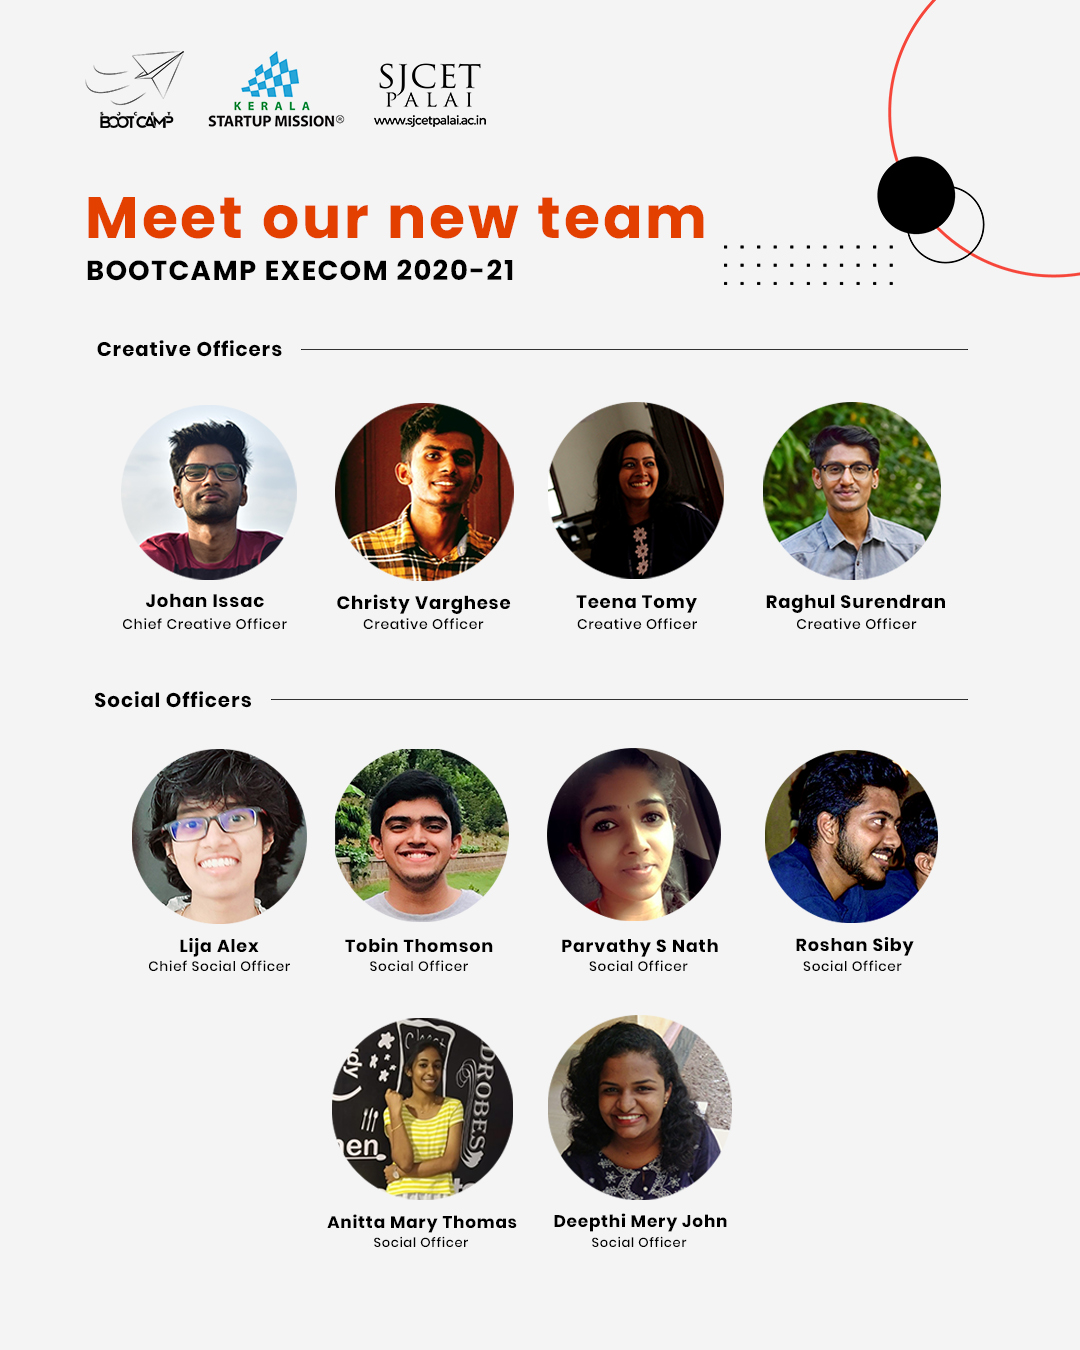 BOOTCAMP
KERALA
STARTUP MISSION®
SJCET
PALAI
www.sjcetpalai.ac.in
Meet our new team
BOOTCAMP EXECOM 2020-21
Creative Officers
Johan Issac
Chief Creative Officer
Christy Varghese
Creative Officer
Teena Tomy
Creative Officer
Raghul Surendran
Creative Officer
Social Officers
Lija Alex
Chief Social Officer
Tobin Thomson
Social Officer
Parvathy S Nath
Social Officer
Roshan Siby
Social Officer
DROBES
men
Anitta Mary Thomas
Social Officer
Deepthi Mery John
Social Officer